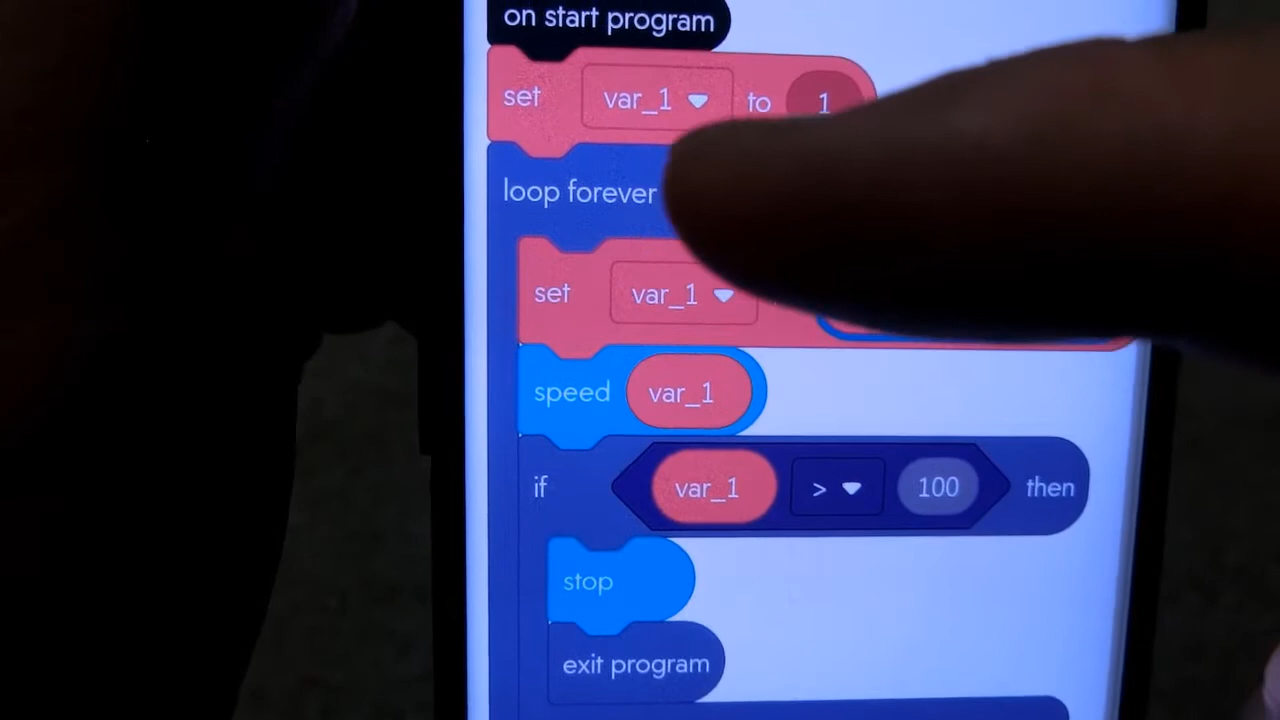 on start program
set var_1 to 1
loop forever
set var_1
speed var_1
if var_1 > 100 then
stop
exit program